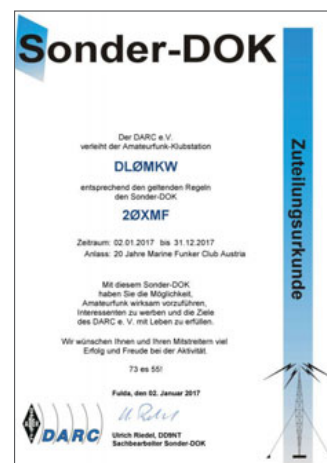 Sonder-DOK
Zuteilungsurkunde
Der DARC e.V.
verleiht der Amateurfunk-Klubstation
DLØMKW
entsprechend den geltenden Regeln
den Sonder-DOK
2ØXMF
Zeitraum: 02.01.2017 bis 31.12.2017
Anlass: 20 Jahre Marine Funker Club Austria
Mit diesem Sonder-DOK
haben Sie die Möglichkeit,
Amateurfunk wirksam vorzuführen,
Interessenten zu werben und die Ziele
des DARC e. V. mit Leben zu erfüllen.
Wir wünschen Ihnen und Ihren Mitstreitern viel
Erfolg und Freude bei der Aktivität.
73 es 55!
Fulda, den 02. Januar 2017
DARC
Ulrich Riedel, DD9NT
Sachbearbeiter Sonder-DOK